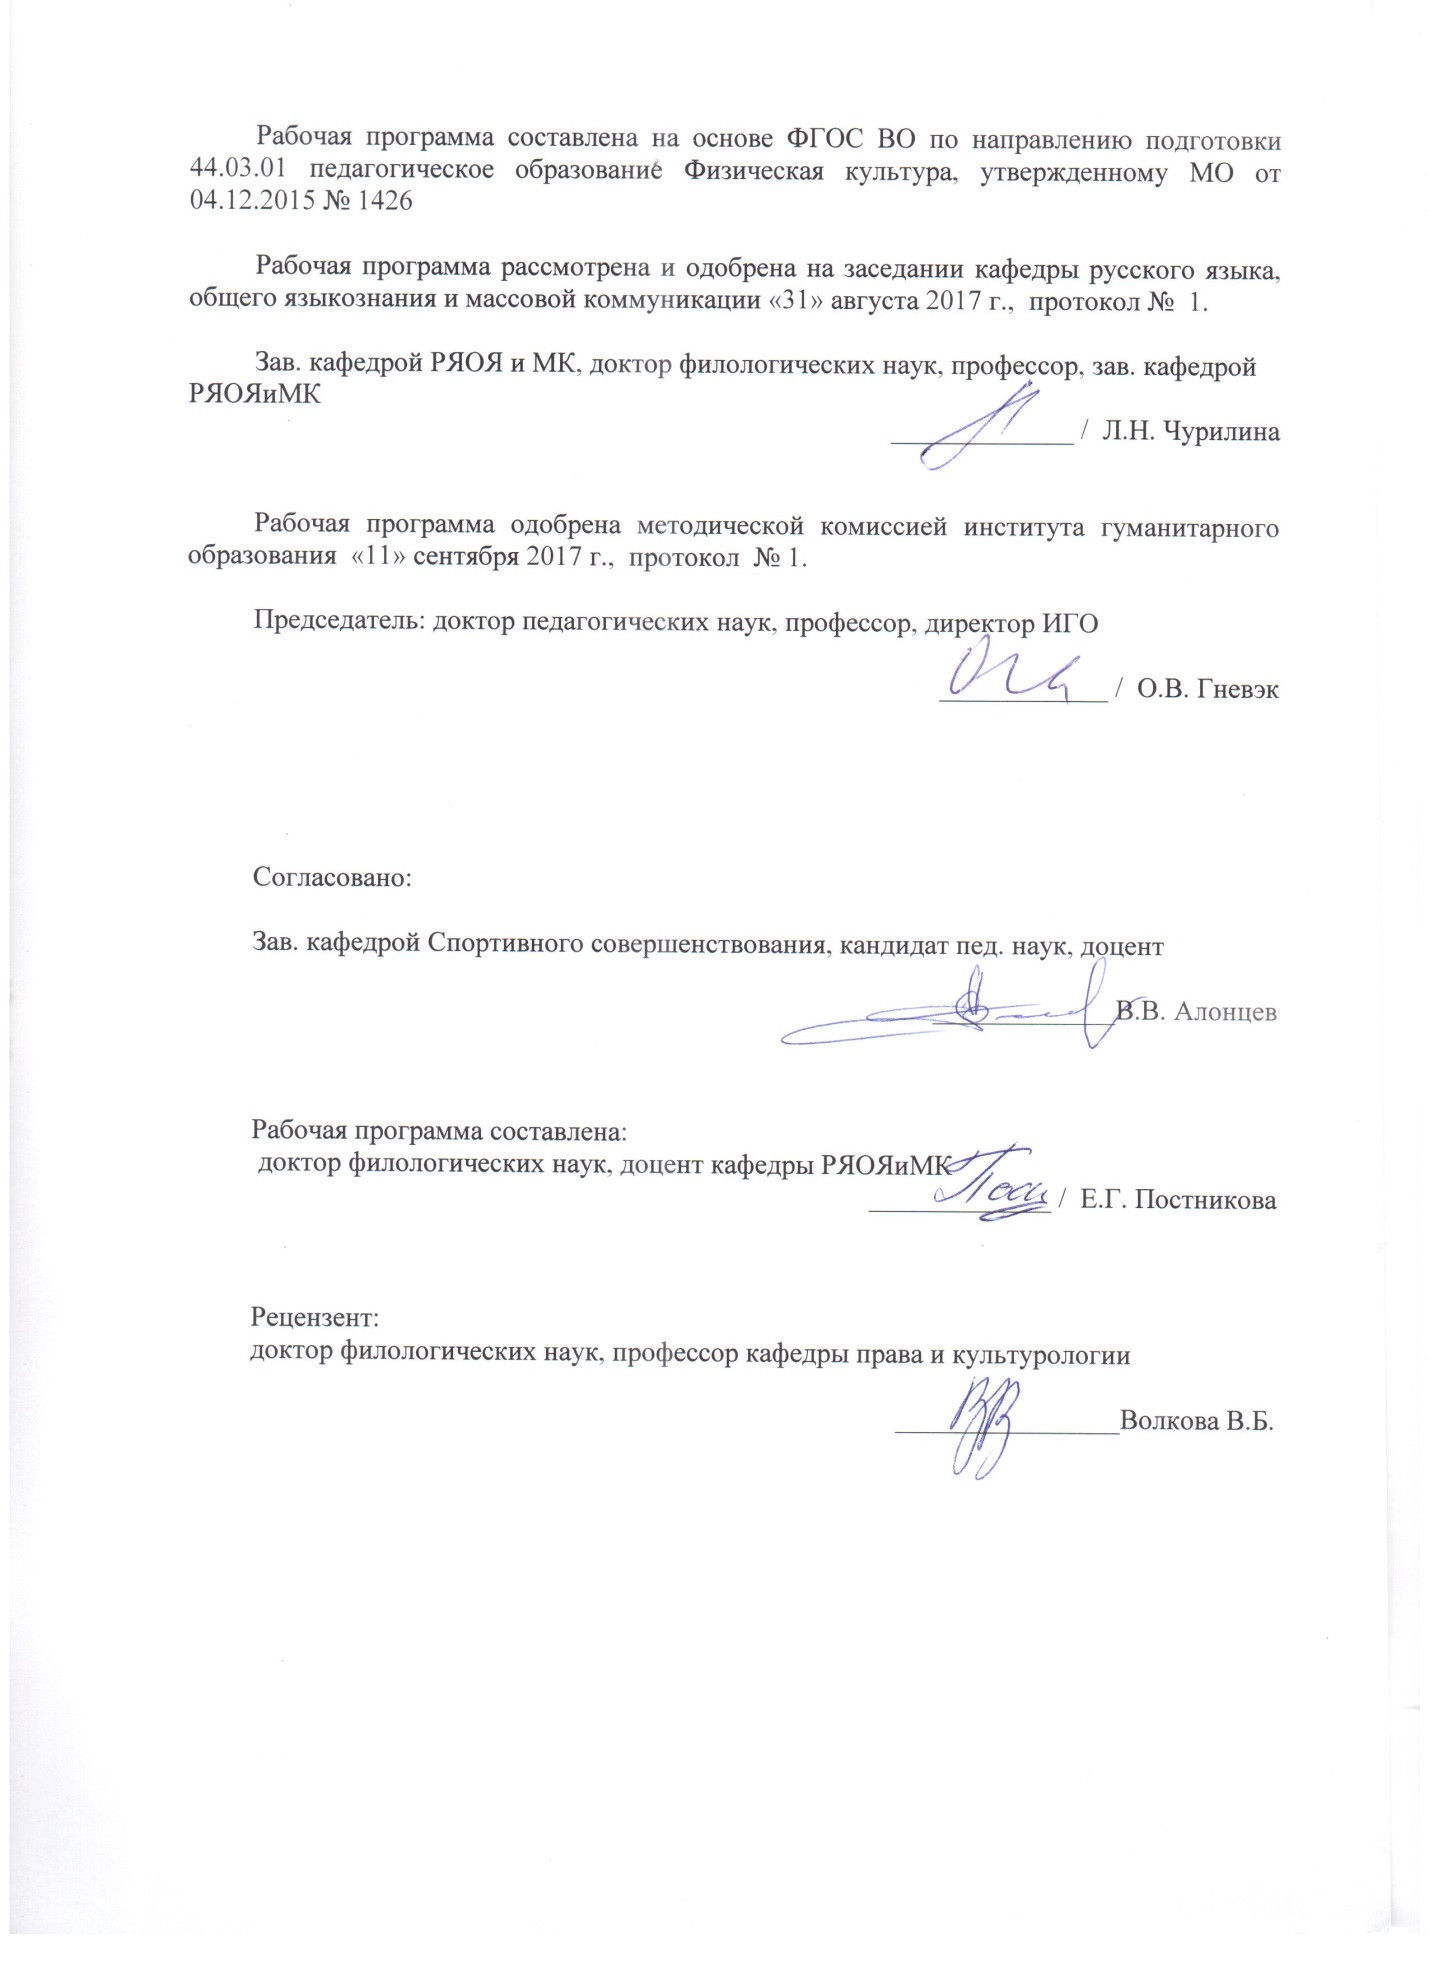 Рабочая программа составлена на основе ФГОС ВО по направлению подготовки
44.03.01 педагогическое образование Физическая культура, утвержденному МО от
04.12.2015 № 1426
Рабочая программа рассмотрена и одобрена на заседании кафедры русского языка,
общего языкознания и массовой коммуникации «31» августа 2017 г., протокол № 1.
Зав. кафедрой РЯОЯ и МК, доктор филологических наук, профессор, зав. кафедрой
РЯОЯиМК
_____________ / Л.Н. Чурилина
Рабочая программа одобрена методической комиссией института гуманитарного
образования «11» сентября 2017 г., протокол № 1.
Председатель: доктор педагогических наук, профессор, директор ИГО
____________ / О.В. Гневэк
Согласовано:
Зав. кафедрой Спортивного совершенствования, кандидат пед. наук, доцент
_____________В.В. Алонцев
Рабочая программа составлена:
доктор филологических наук, доцент кафедры РЯОЯиМК
_____________ / Е.Г. Постникова
Рецензент:
доктор филологических наук, профессор кафедры права и культурологии
________________Волкова В.Б.